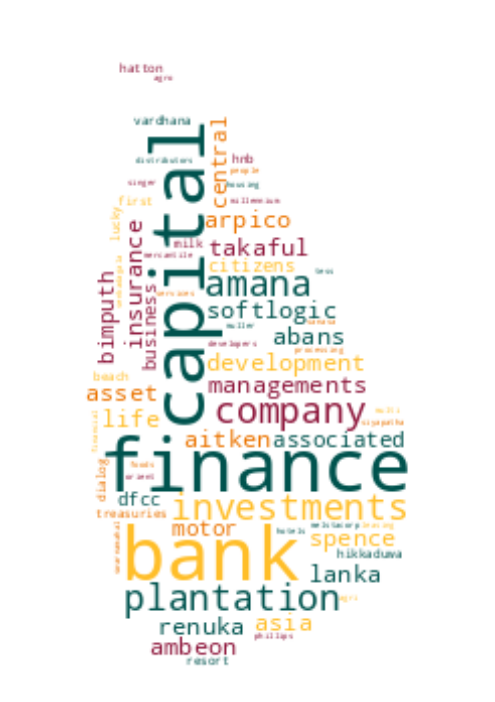 hatton
agro
vardhana
capital
central
distributors
hnb
people
singer
housing
first
millennium
lucky
arpico
insurance
milk
takaful
mercantile
business
citizens
bimputh
tess
amana
services
softlogic
muller
abans
developers
processing
development
beach
managements
asset
company
life
multi
siyapatha
financial
aitken
associated
finance
foods
dialog
orient
dfcc
investments
treasuries
motor
bank
hotels
leasing
spence
hikkaduwa
lanka
plantation
agri
renuka
asia
phillips
ambeon
resort